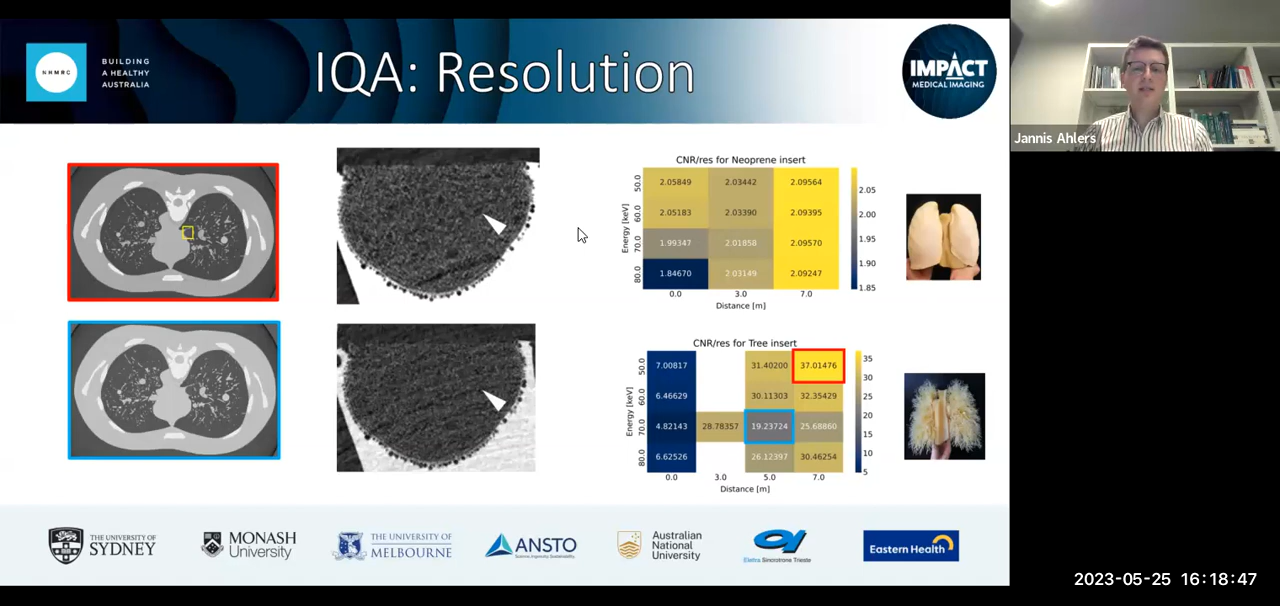 NHMRC
BUILDING
A HEALTHY
AUSTRALIA
IQA: Resolution
IMPACT
MEDICAL IMAGING
Jannis Ahlers
CNR/res for Neoprene insert
Energy [keV]
50.0
2.05849
2.03442
2.09564
60.0
2.05183
2.03390
2.09395
70.0
1.99347
2.01858
2.09570
80.0
1.84670
2.03149
2.09247
0.0
3.0
7.0
Distance [m]
2.05
2.00
1.95
1.90
1.85
CNR/res for Tree insert
Energy [keV]
50.0
7.00817
31.40200
37.01476
60.0
6.46629
30.11303
32.35429
70.0
4.82143
28.78357
19.23724
25.68860
80.0
6.62526
26.12397
30.46254
0.0
3.0
5.0
7.0
Distance [m]
35
30
25
20
15
10
5
THE UNIVERSITY OF
SYDNEY
MONASH
University
THE UNIVERSITY OF
MELBOURNE
ANSTO
Science. Ingenuity. Sustainability.
Australian
National
University
Elettra Sincrotrone Trieste
Eastern Health
2023-05-25 16:18:47